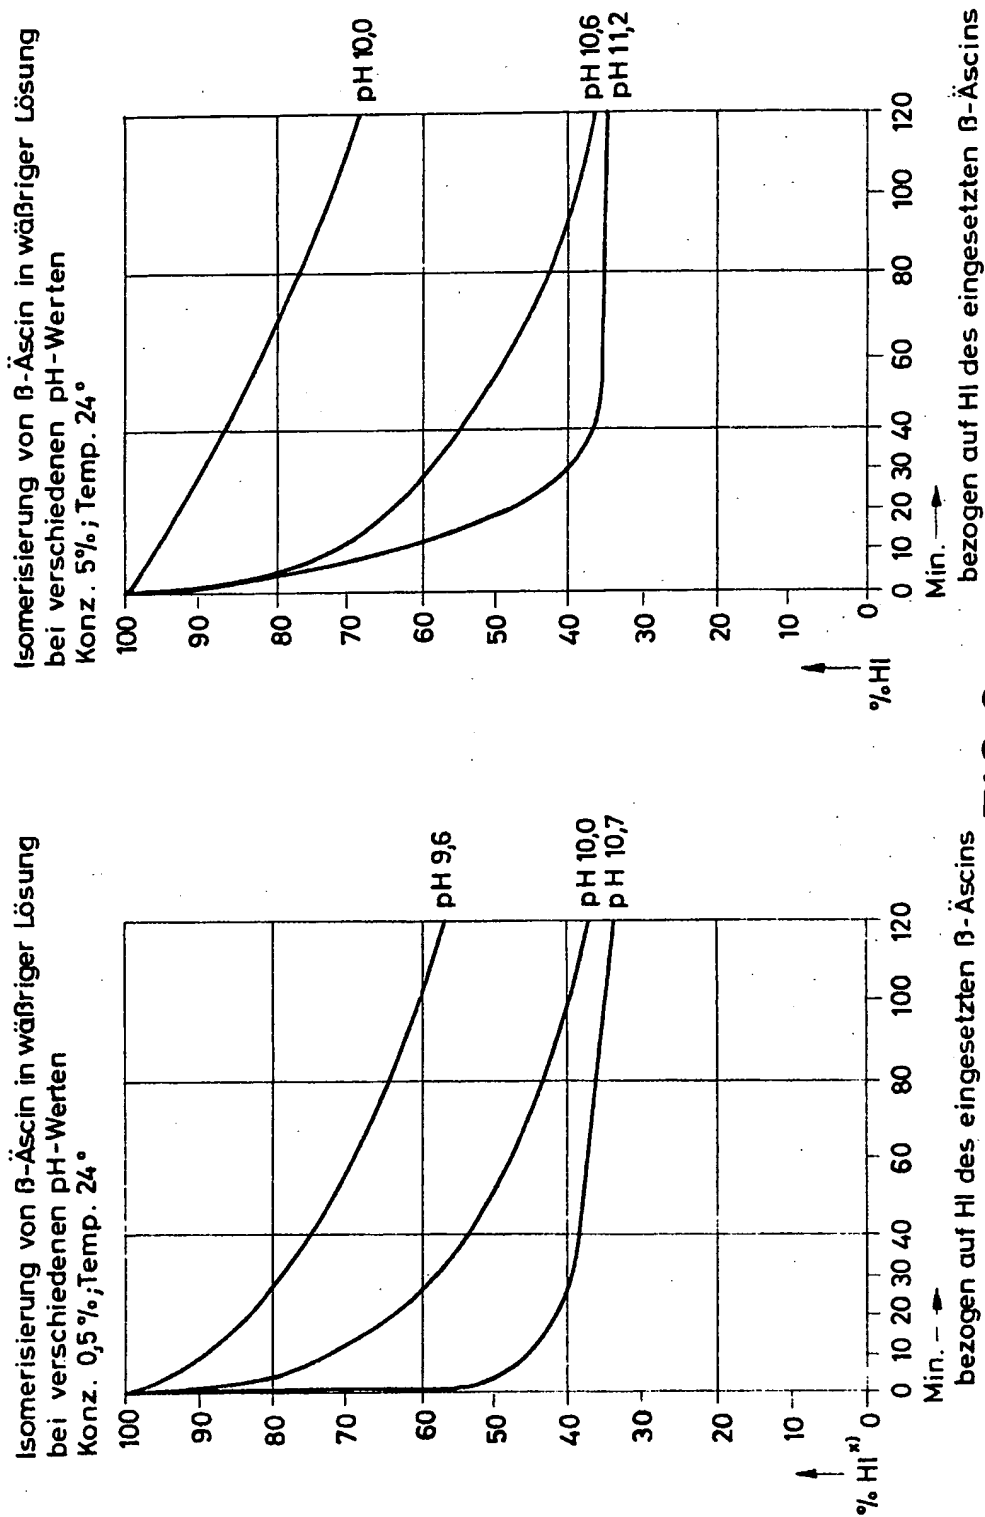 Isomerisierung von β-Äscin in wäßriger Lösung
bei verschiedenen pH-Werten
Konz. 0,5%; Temp. 24°
100
90
80
70
60
50
40
30
20
10
0
% HI x)
0 10 20 30 40 60 80 100 120
Min. →
pH 9,6
pH 10,0
pH 10,7
bezogen auf HI des eingesetzten β-Äscins
Isomerisierung von β-Äscin in wäßriger Lösung
bei verschiedenen pH-Werten
Konz. 5%; Temp. 24°
100
90
80
70
60
50
40
30
20
10
0
% HI
0 10 20 30 40 60 80 100 120
Min. →
pH 10,0
pH 10,6
pH 11,2
bezogen auf HI des eingesetzten β-Äscins